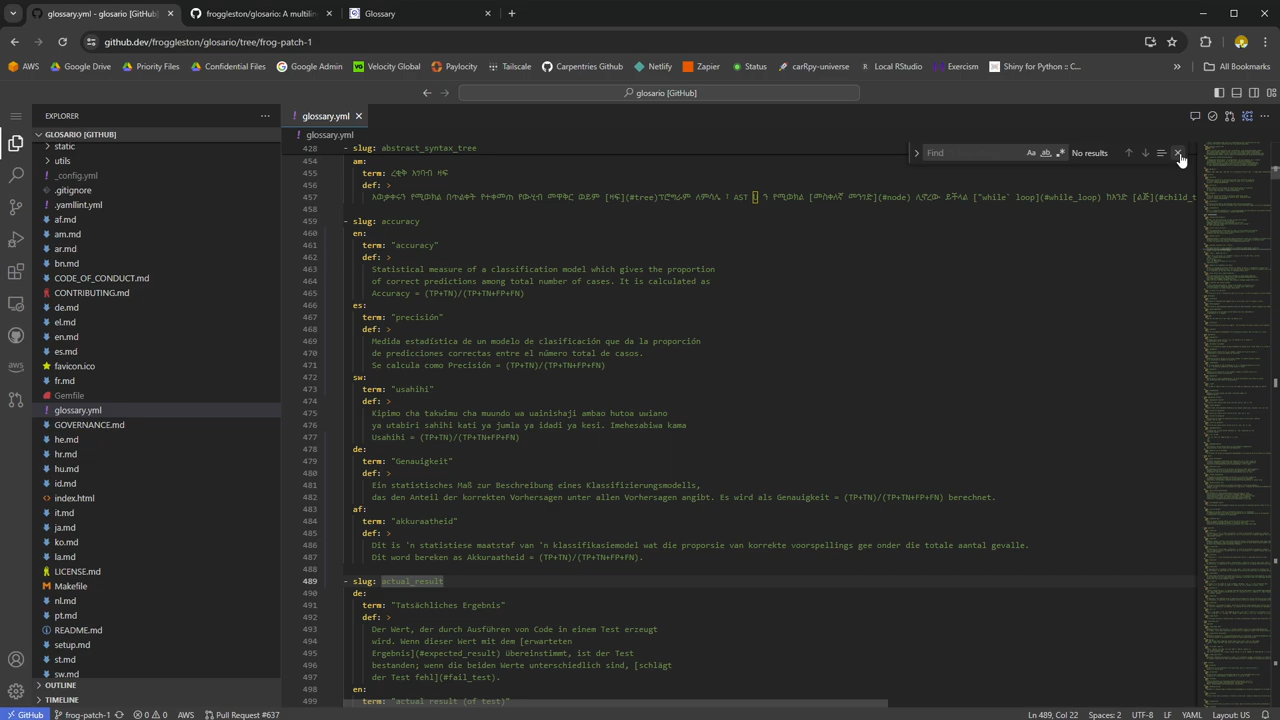 glossary.yml - glosario [GitHub]
froggleston/glosario: A multilin
Glossary
github.dev/froggleston/glosario/tree/frog-patch-1
AWS
Google Drive
Priority Files
Confidential Files
Google Admin
Velocity Global
Paylocity
Tailscale
Carpentries Github
Netlify
Zapier
Status
carRpy-universe
Local RStudio
Exercism
Shiny for Python :: C...
All Bookmarks
glosario [GitHub]
EXPLORER
GLOSARIO [GITHUB]
static
utils
_config.yml
.gitignore
.yamllint.yml
af.md
am.md
ar.md
bn.md
CODE_OF_CONDUCT.md
CONTRIBUTING.md
de.md
el.md
en.md
es.md
favicon.ico
fr.md
Gemfile
glossary.yml
GOVERNANCE.md
he.md
hr.md
hu.md
id.md
index.html
it.md
ja.md
ko.md
la.md
LICENSE.md
Makefile
nl.md
pt.md
README.md
setup.md
st.md
sw.md
OUTLINE
TIMELINE
glossary.yml
glossary.yml
Find
Aa
ab
No results
428 - slug: abstract_syntax_tree
454 am:
455 term: ረቂቅ አገባብ ዛፍ
456 def: >
457
458
459 - slug: accuracy
460 en:
461 term: "accuracy"
462 def: >
463 Statistical measure of a classification model which gives the proportion
464 of correct predictions among total number of cases. It is calculated as
465 Accuracy = (TP+TN)/(TP+TN+FP+FN)
466 es:
467 term: "precisión"
468 def: >
469 Medida estadística de un modelo de clasificación que da la proporción
470 de predicciones correctas entre el número total de casos.
471 Se calcula como Precisión = (TP+TN)/(TP+TN+FP+FN)
472 sw:
473 term: "usahihi"
474 def: >
475 Kipimo cha takwimu cha muundo wa uainishaji ambao hutoa uwiano
476 ya utabiri sahihi kati ya jumla ya idadi ya kesi. Imehesabiwa kama
477 Usahihi = (TP+TN)/(TP+TN+FP+FN)
478 de:
479 term: "Genauigkeit"
480 def: >
481 Ein statistisches Maß zur Beschreibung eines Klassifizierungsmodells,
482 das den Anteil der korrekten Vorhersagen unter allen Vorhersagen angibt. Es wird als Genauigkeit = (TP+TN)/(TP+TN+FP+FN) berechnet.
483 af:
484 term: "akkuraatheid"
485 def: >
486 Dit is 'n statistiese maatstaf van 'n klassifikasiemodel wat die proporsie van korrekte voorspellings gee onder die totale aantal gevalle.
487 Dit word bereken as Akkuraatheid = (TP+TN)/(TP+TN+FP+FN).
488
489 slug: actual_result
490 de:
491 term: "Tatsächliches Ergebnis"
492 def: >
493 Der Wert, der durch Ausführen von Code in einem Test erzeugt
494 wird. Wenn dieser Wert mit dem [erwarteten
495 Ergebnis](#expected_result) übereinstimmt, ist der Test
496 bestanden; wenn die beiden Werte unterschiedlich sind, [schlägt
497 der Test fehl](#fail_test).
498 en:
499 term: "actual result (of test)"
GitHub
frog-patch-1
0
0
AWS
Pull Request #637
Ln 489, Col 22
Spaces: 2
UTF-8
LF
YAML
Layout: US